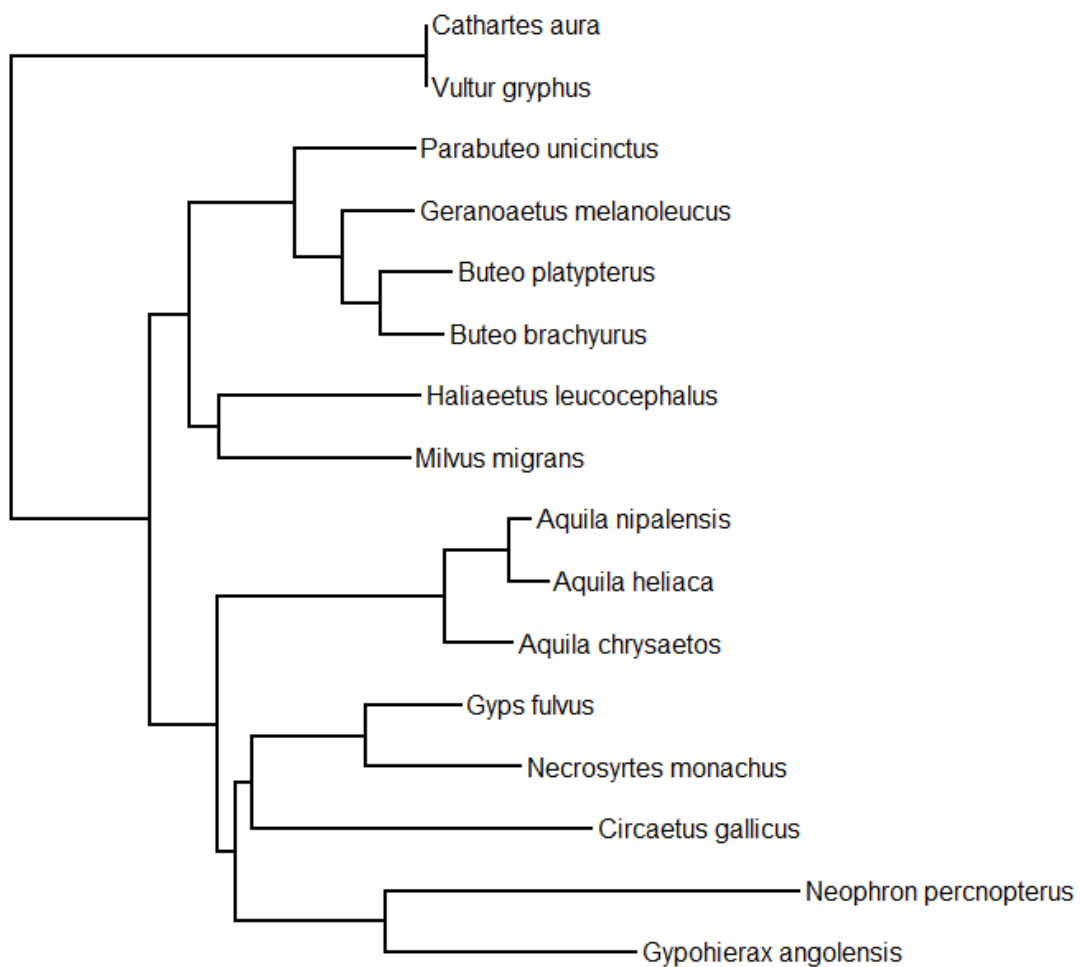 Cathartes aura
Vultur gryphus
Parabuteo unicinctus
Geranoaetus melanoleucus
Buteo platypterus
Buteo brachyurus
Haliaeetus leucocephalus
Milvus migrans
Aquila nipalensis
Aquila heliaca
Aquila chrysaetos
Gyps fulvus
Necrosyrtes monachus
Circaetus gallicus
Neophron percnopterus
Gypohierax angolensis